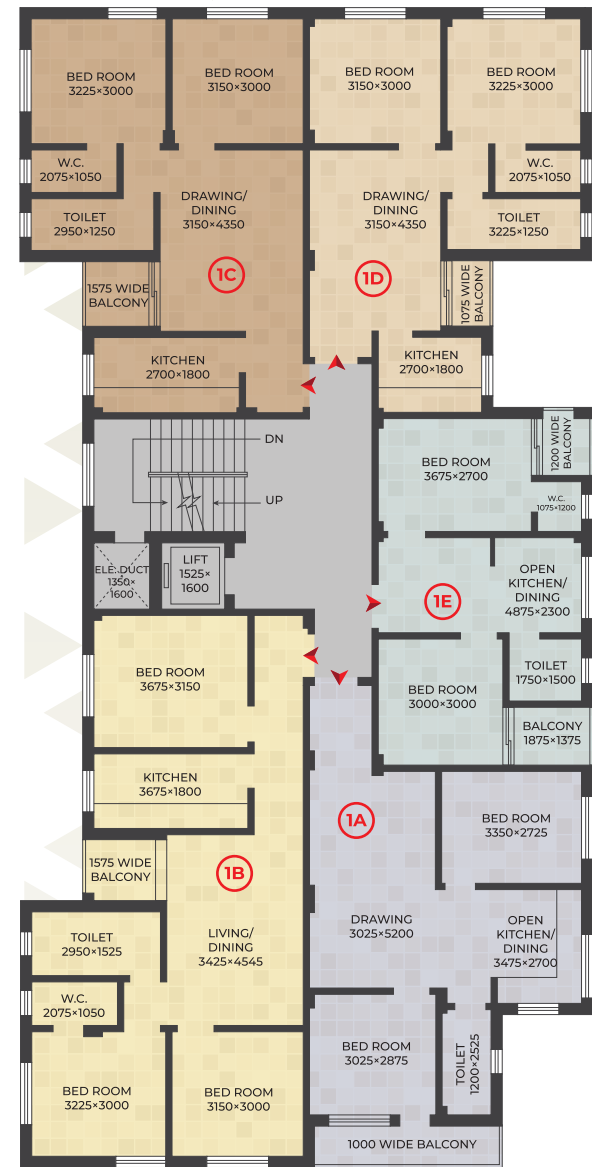 BED ROOM
3225×3000
BED ROOM
3150×3000
BED ROOM
3150×3000
BED ROOM
3225×3000
W.C.
2075×1050
TOILET
2950×1250
DRAWING/
DINING
3150×4350
1C
1575 WIDE
BALCONY
KITCHEN
2700×1800
DRAWING/
DINING
3150×4350
1D
W.C.
2075×1050
TOILET
3225×1250
1075 WIDE
BALCONY
KITCHEN
2700×1800
DN
UP
ELE. DUCT
1350×
1600
LIFT
1525×
1600
BED ROOM
3675×2700
1200 WIDE
BALCONY
W.C.
1075×1200
1E
OPEN
KITCHEN/
DINING
4875×2300
TOILET
1750×1500
BED ROOM
3000×3000
BALCONY
1875×1375
BED ROOM
3675×3150
KITCHEN
3675×1800
1575 WIDE
BALCONY
1B
TOILET
2950×1525
LIVING/
DINING
3425×4545
W.C.
2075×1050
BED ROOM
3225×3000
BED ROOM
3150×3000
1A
BED ROOM
3350×2725
DRAWING
3025×5200
OPEN
KITCHEN/
DINING
3475×2700
BED ROOM
3025×2875
TOILET
1200×2525
1000 WIDE BALCONY